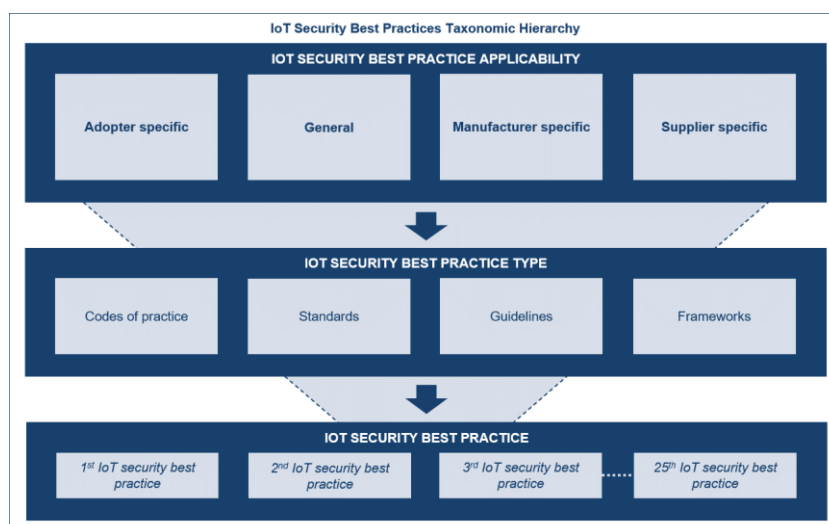 IoT Security Best Practices Taxonomic Hierarchy
IOT SECURITY BEST PRACTICE APPLICABILITY
Adopter specific
General
Manufacturer specific
Supplier specific
IOT SECURITY BEST PRACTICE TYPE
Codes of practice
Standards
Guidelines
Frameworks
IOT SECURITY BEST PRACTICE
1st IoT security best
practice
2nd IoT security best
practice
3rd IoT security best
practice
25th IoT security best
practice